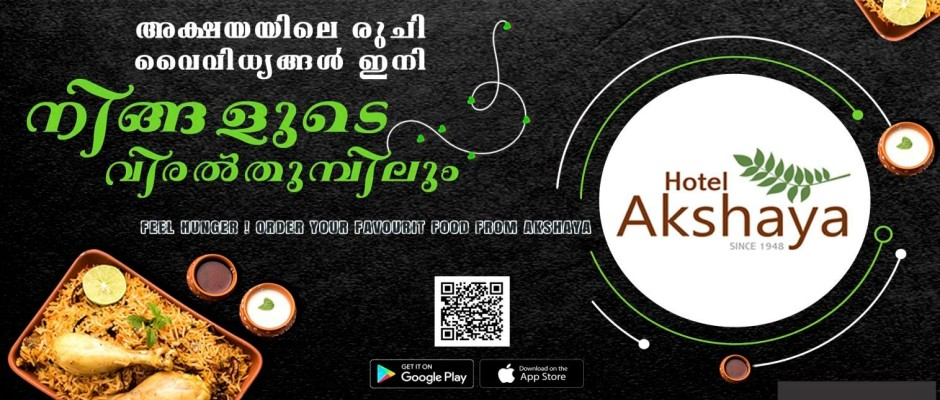 അക്ഷയയിലെ രുചി
വൈവിധ്യങ്ങൾ ഇനി
നിങ്ങളുടെ
വിരൽതുമ്പിലും
FEEL HUNGER ! ORDER YOUR FAVOURIT FOOD FROM AKSHAYA
Hotel
Akshaya
SINCE 1948
GET IT ON
Google Play
Download on the
App Store